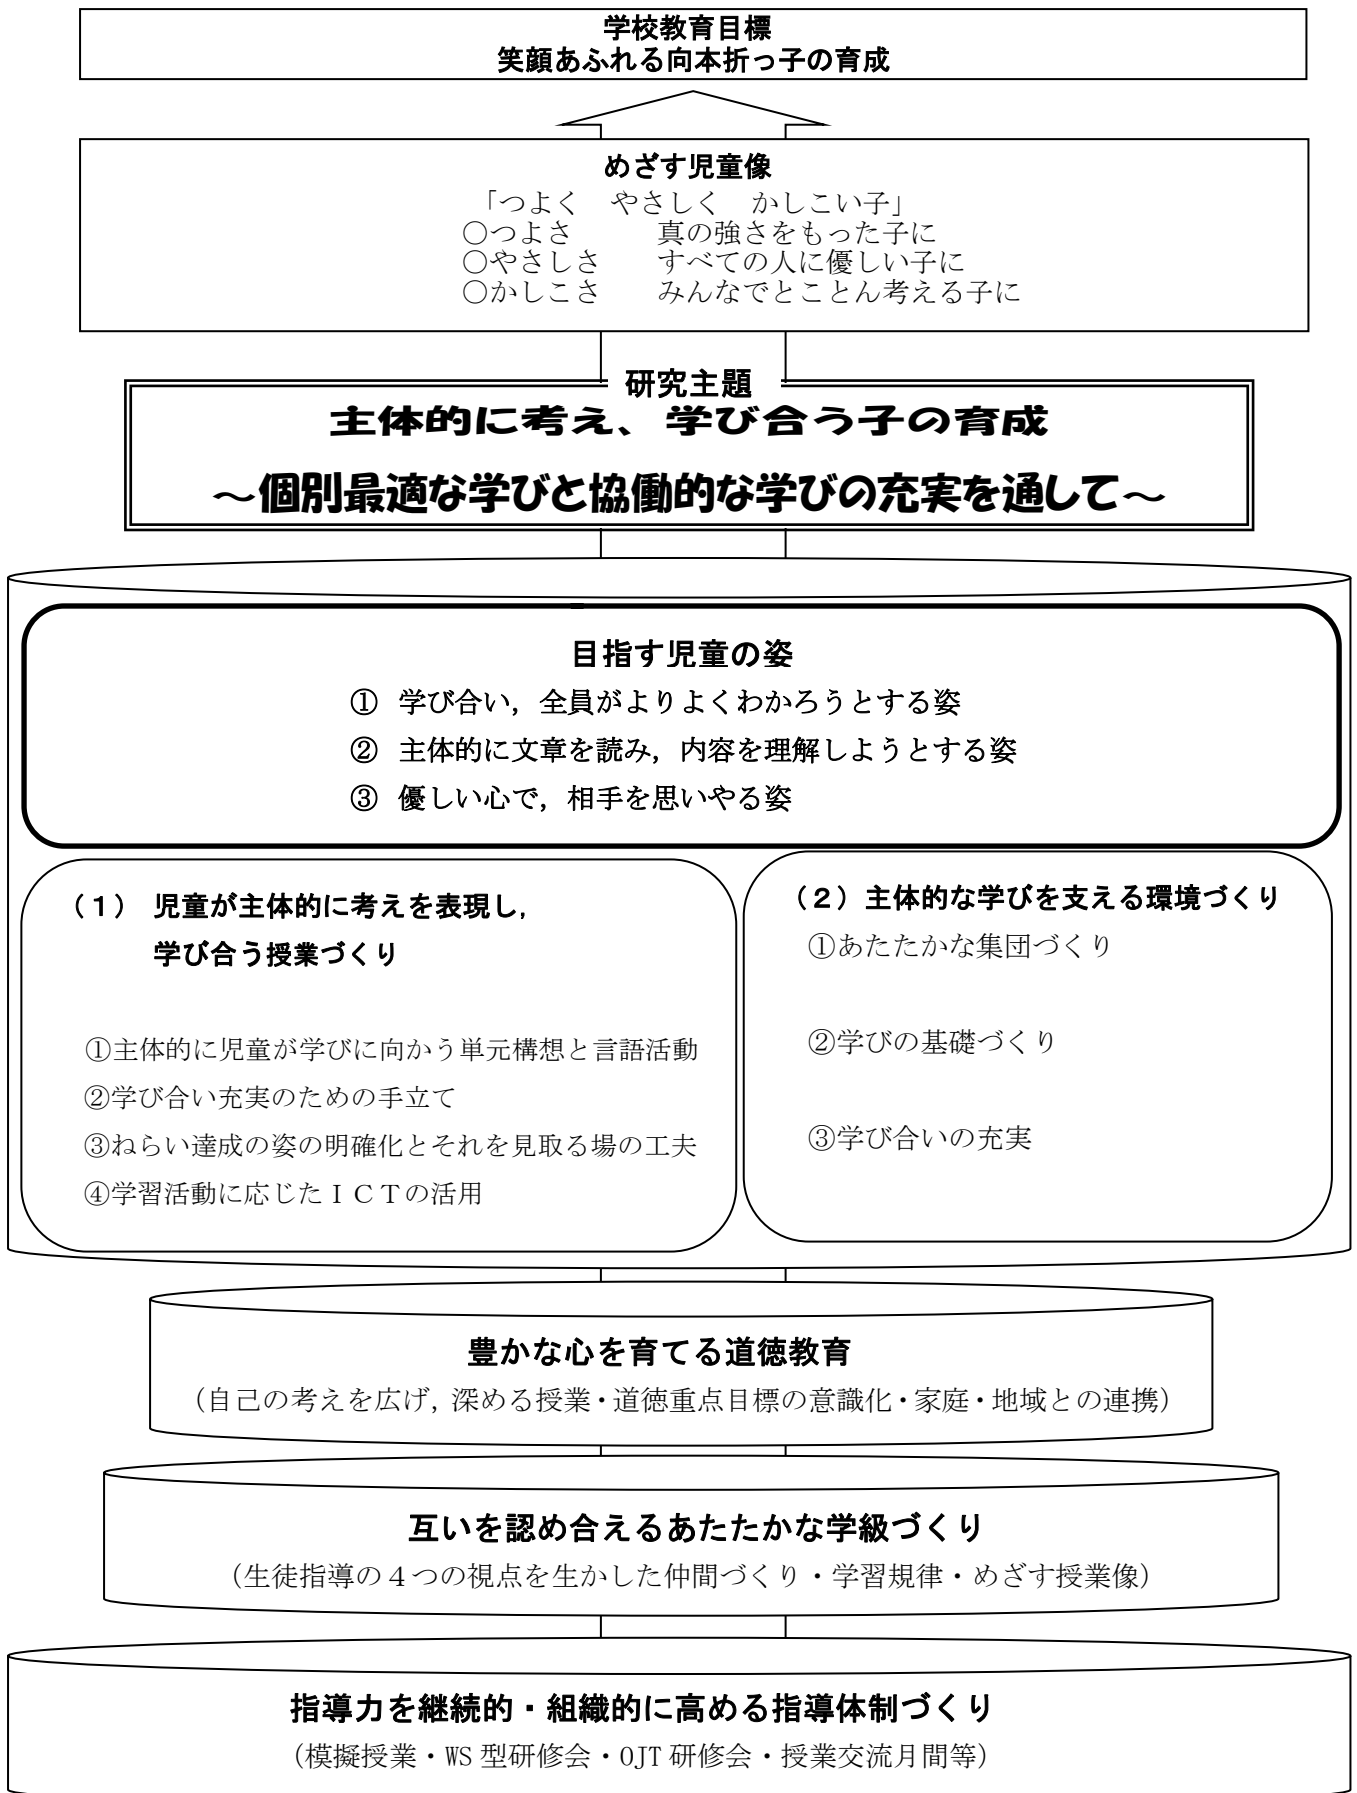 学校教育目標
笑顔あふれる向本折っ子の育成
めざす児童像
「つよく　やさしく　かしこい子」
○つよさ　　　真の強さをもった子に
○やさしさ　　すべての人に優しい子に
○かしこさ　　みんなでとことん考える子に
研究主題
主体的に考え、学び合う子の育成
～個別最適な学びと協働的な学びの充実を通して～
目指す児童の姿
① 学び合い，全員がよりよくわかろうとする姿
② 主体的に文章を読み，内容を理解しようとする姿
③ 優しい心で，相手を思いやる姿
（１） 児童が主体的に考えを表現し，
学び合う授業づくり
①主体的に児童が学びに向かう単元構想と言語活動
②学び合い充実のための手立て
③ねらい達成の姿の明確化とそれを見取る場の工夫
④学習活動に応じたＩＣＴの活用
（２）主体的な学びを支える環境づくり
①あたたかな集団づくり
②学びの基礎づくり
③学び合いの充実
豊かな心を育てる道徳教育
（自己の考えを広げ，深める授業・道徳重点目標の意識化・家庭・地域との連携）
互いを認め合えるあたたかな学級づくり
（生徒指導の４つの視点を生かした仲間づくり・学習規律・めざす授業像）
指導力を継続的・組織的に高める指導体制づくり
（模擬授業・WS 型研修会・OJT 研修会・授業交流月間等）